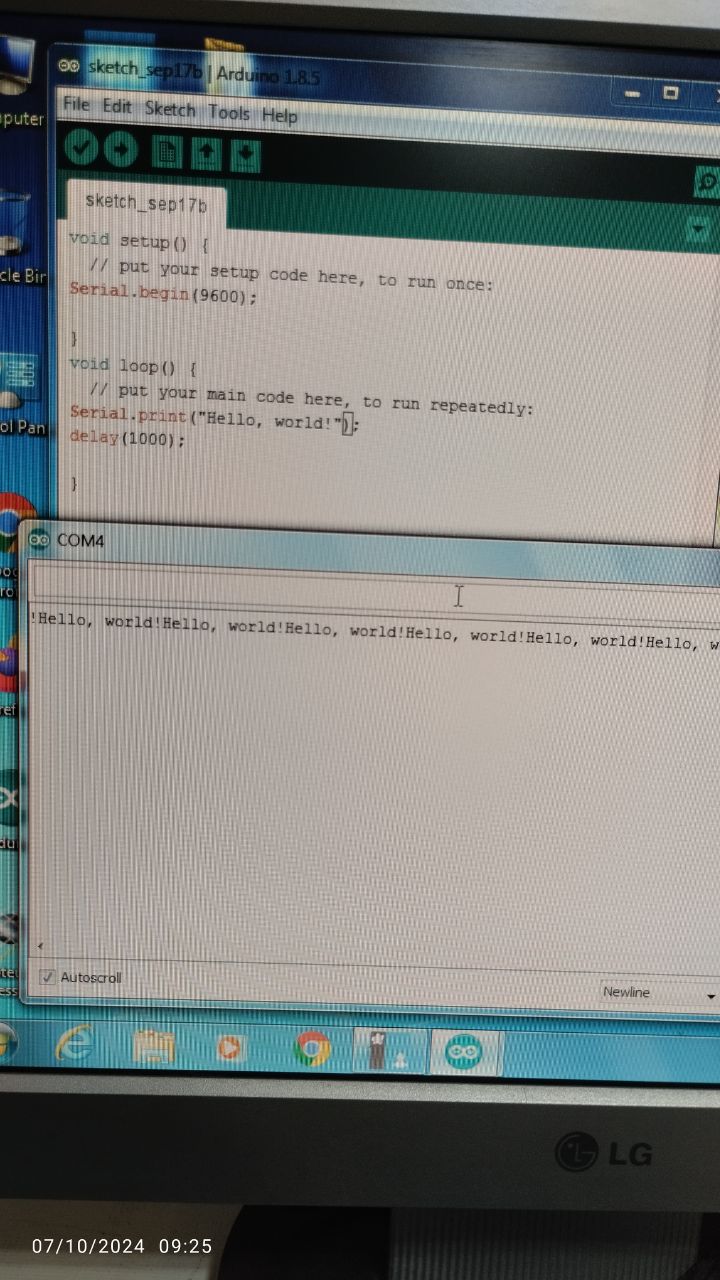 sketch_sep17b | Arduino 1.8.5
File Edit Sketch Tools Help
sketch_sep17b
void setup() {
// put your setup code here, to run once:
Serial.begin(9600);
}
void loop() {
// put your main code here, to run repeatedly:
Serial.print("Hello, world!");
delay(1000);
}
COM4
!Hello, world!Hello, world!Hello, world!Hello, world!Hello, world!Hello, w
Autoscroll
Newline
puter
cle Bin
ol Pan
LG
07/10/2024 09:25